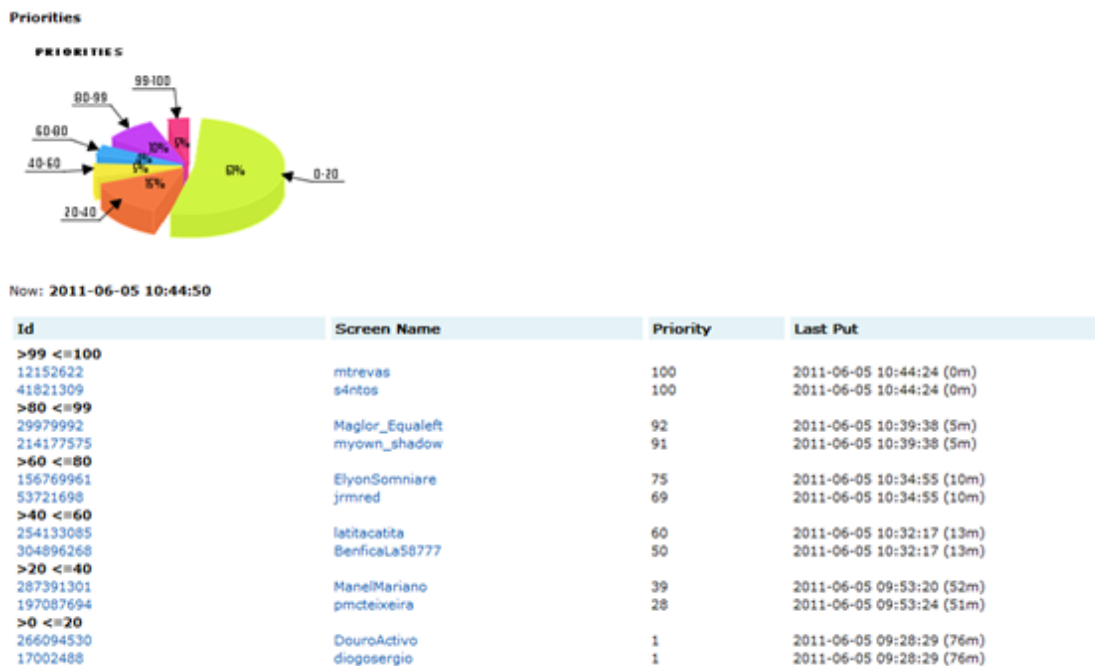 Priorities
PRIORITIES
99-100
80-99
60-80
40-60
20-40
0-20
10%
5%
5%
15%
Now: 2011-06-05 10:44:50
Id Screen Name Priority Last Put
>99 <=100
12152622 mtrevas 100 2011-06-05 10:44:24 (0m)
41821309 s4ntos 100 2011-06-05 10:44:24 (0m)
>80 <=99
29979992 Maglor_Equaleft 92 2011-06-05 10:39:38 (5m)
214177575 myown_shadow 91 2011-06-05 10:39:38 (5m)
>60 <=80
156769961 ElyonSomniare 75 2011-06-05 10:34:55 (10m)
53721698 jrmred 69 2011-06-05 10:34:55 (10m)
>40 <=60
254133085 latitacatita 60 2011-06-05 10:32:17 (13m)
304896268 BenficaLa58777 50 2011-06-05 10:32:17 (13m)
>20 <=40
287391301 ManelMariano 39 2011-06-05 09:53:20 (52m)
197087694 pmcteixeira 28 2011-06-05 09:53:24 (51m)
>0 <=20
266094530 DouroActivo 1 2011-06-05 09:28:29 (76m)
17002488 diogosergio 1 2011-06-05 09:28:29 (76m)